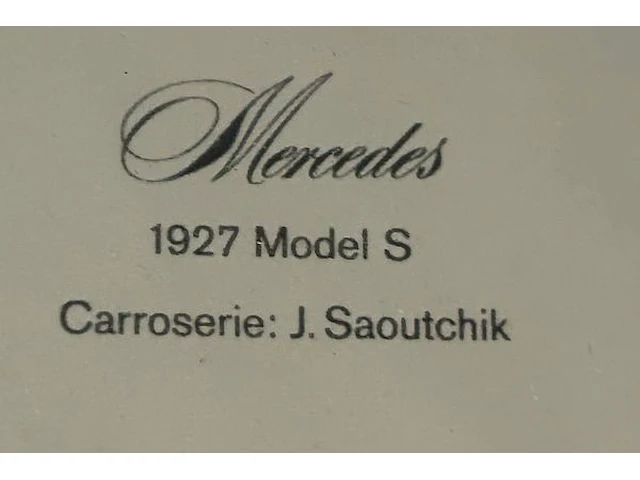 Mercedes
1927 Model S
Carroserie: J. Saoutchik